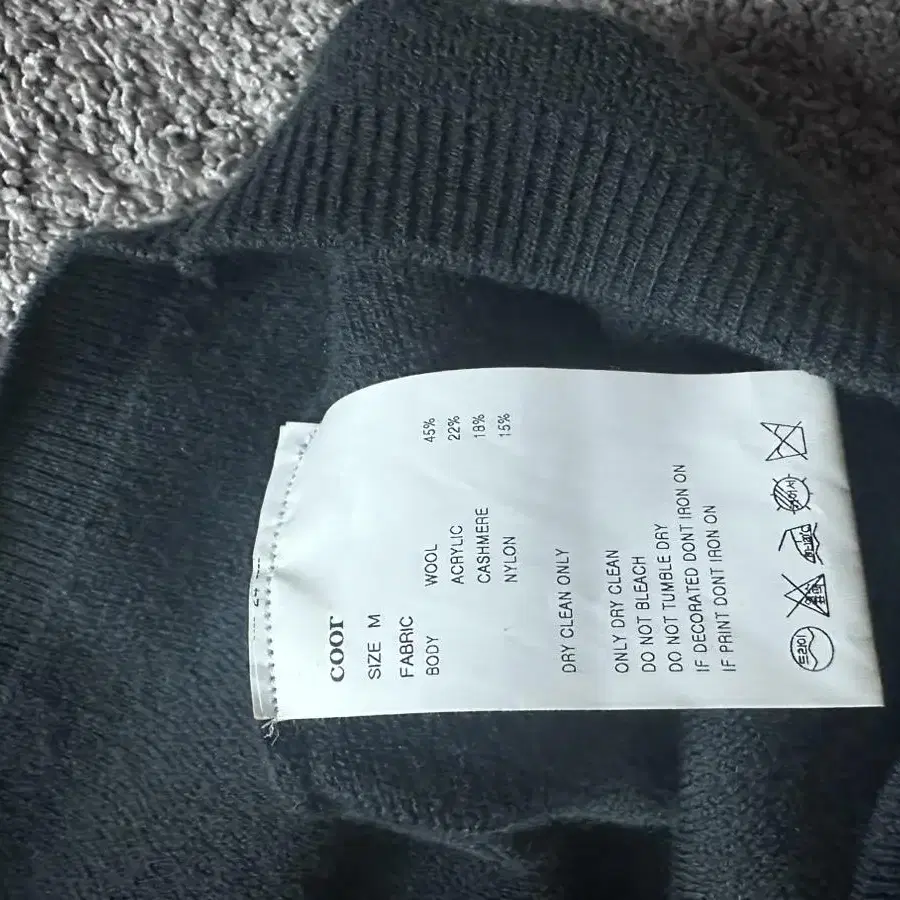 coor
SIZE M
FABRIC
BODY WOOL 45%
ACRYLIC 22%
CASHMERE 18%
NYLON 15%
DRY CLEAN ONLY
ONLY DRY CLEAN
DO NOT BLEACH
DO NOT TUMBLE DRY
IF DECORATED DONT IRON ON
IF PRINT DONT IRON ON
드라이